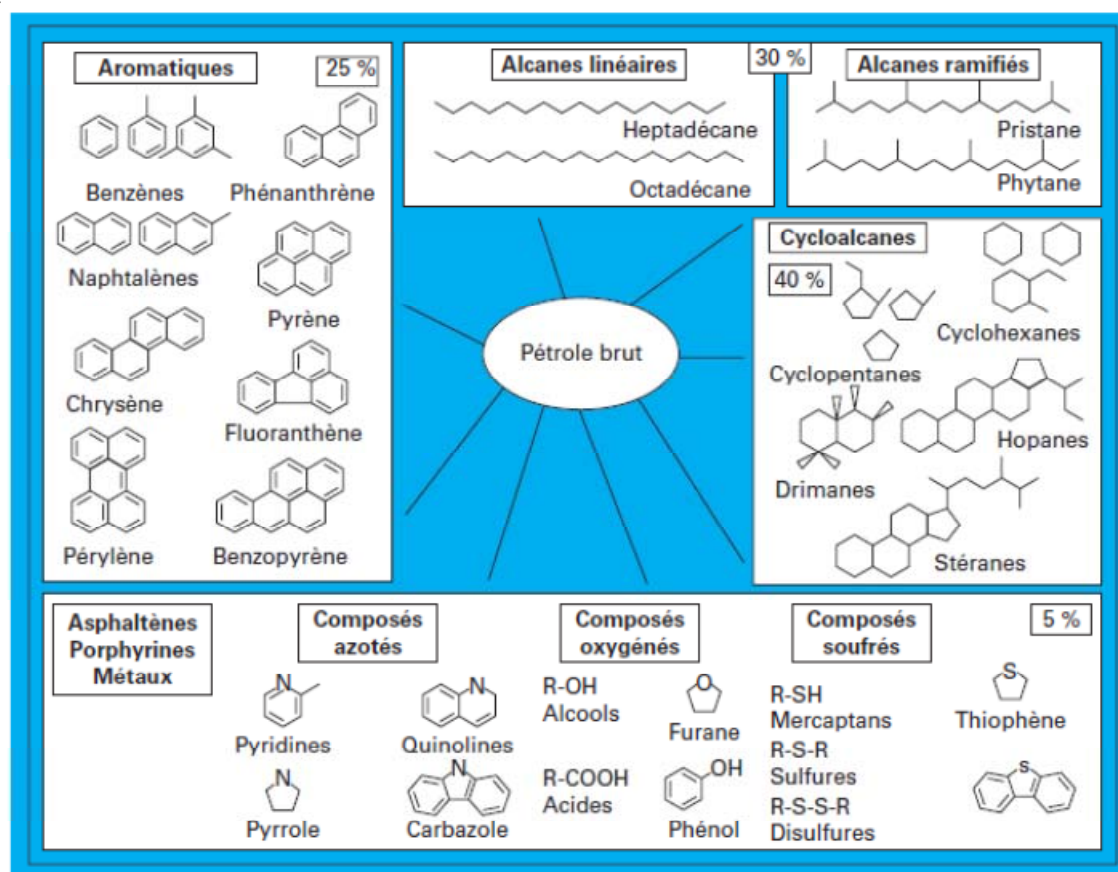 Aromatiques
25 %
Benzènes
Phénanthrène
Naphtalènes
Pyrène
Chrysène
Fluoranthène
Pérylène
Benzopyrène
Alcanes linéaires
30 %
Alcanes ramifiés
Heptadécane
Octadécane
Pristane
Phytane
Cycloalcanes
40 %
Cyclohexanes
Cyclopentanes
Hopanes
Drimanes
Stéranes
Pétrole brut
Asphaltènes
Porphyrines
Métaux
Composés
azotés
N
Pyridines
N
Quinolines
N
Pyrrole
N
Carbazole
Composés
oxygénés
R-OH
Alcools
O
Furane
R-COOH
Acides
OH
Phénol
Composés
soufrés
5 %
R-SH
Mercaptans
R-S-R
Sulfures
R-S-S-R
Disulfures
S
Thiophène
S